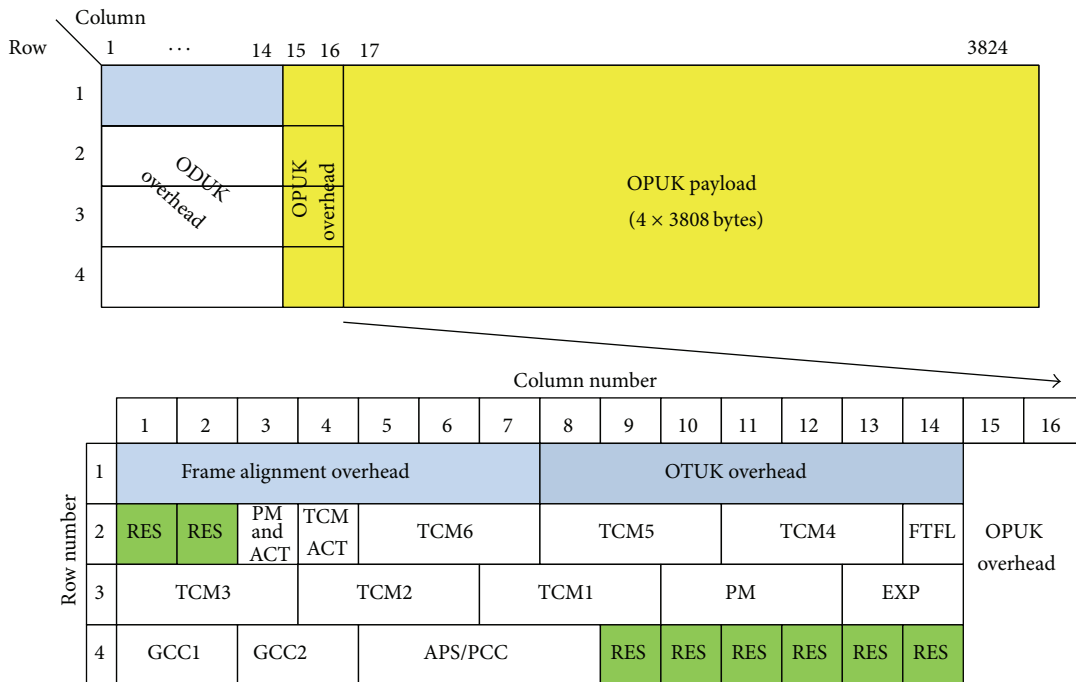 Column
Row 1 ⋯ 14 15 16 17 3824
1
2
3
4
ODUK
overhead
OPUK
overhead
OPUK payload
(4 × 3808 bytes)
Column number
1 2 3 4 5 6 7 8 9 10 11 12 13 14 15 16
Row number
1 Frame alignment overhead OTUK overhead
2 RES RES PM and ACT TCM ACT TCM6 TCM5 TCM4 FTFL
OPUK
overhead
3 TCM3 TCM2 TCM1 PM EXP
4 GCC1 GCC2 APS/PCC RES RES RES RES RES RES